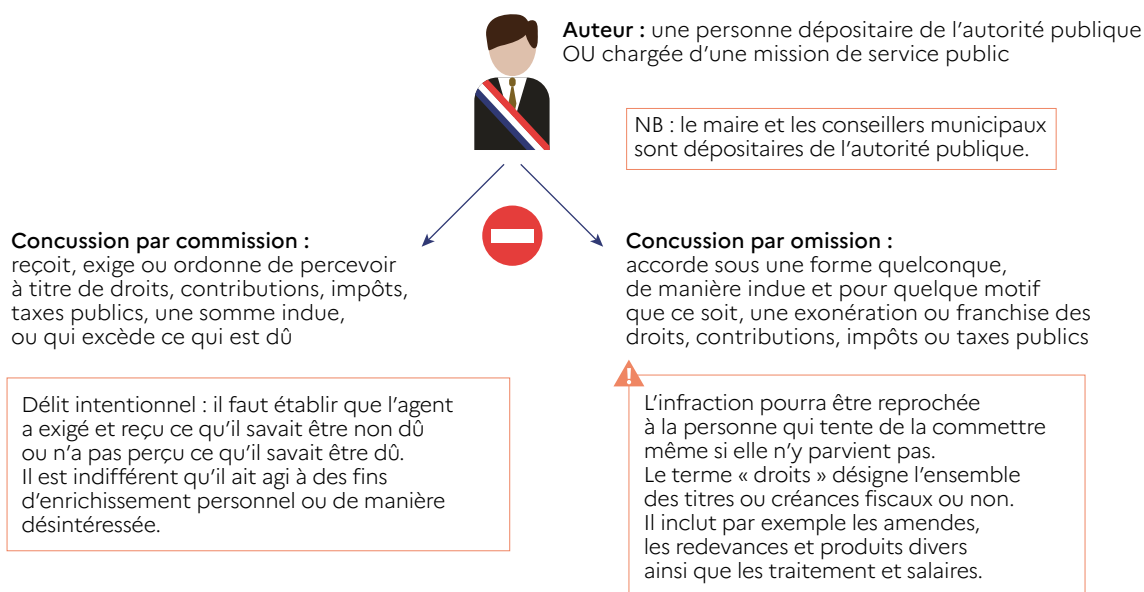 Auteur : une personne dépositaire de l'autorité publique
OU chargée d'une mission de service public
NB : le maire et les conseillers municipaux
sont dépositaires de l'autorité publique.
Concussion par commission :
reçoit, exige ou ordonne de percevoir
à titre de droits, contributions, impôts,
taxes publics, une somme indue,
ou qui excède ce qui est dû
Délit intentionnel : il faut établir que l'agent
a exigé et reçu ce qu'il savait être non dû
ou n'a pas perçu ce qu'il savait être dû.
Il est indifférent qu'il ait agi à des fins
d'enrichissement personnel ou de manière
désintéressée.
Concussion par omission :
accorde sous une forme quelconque,
de manière indue et pour quelque motif
que ce soit, une exonération ou franchise des
droits, contributions, impôts ou taxes publics
!
L'infraction pourra être reprochée
à la personne qui tente de la commettre
même si elle n'y parvient pas.
Le terme « droits » désigne l'ensemble
des titres ou créances fiscaux ou non.
Il inclut par exemple les amendes,
les redevances et produits divers
ainsi que les traitement et salaires.